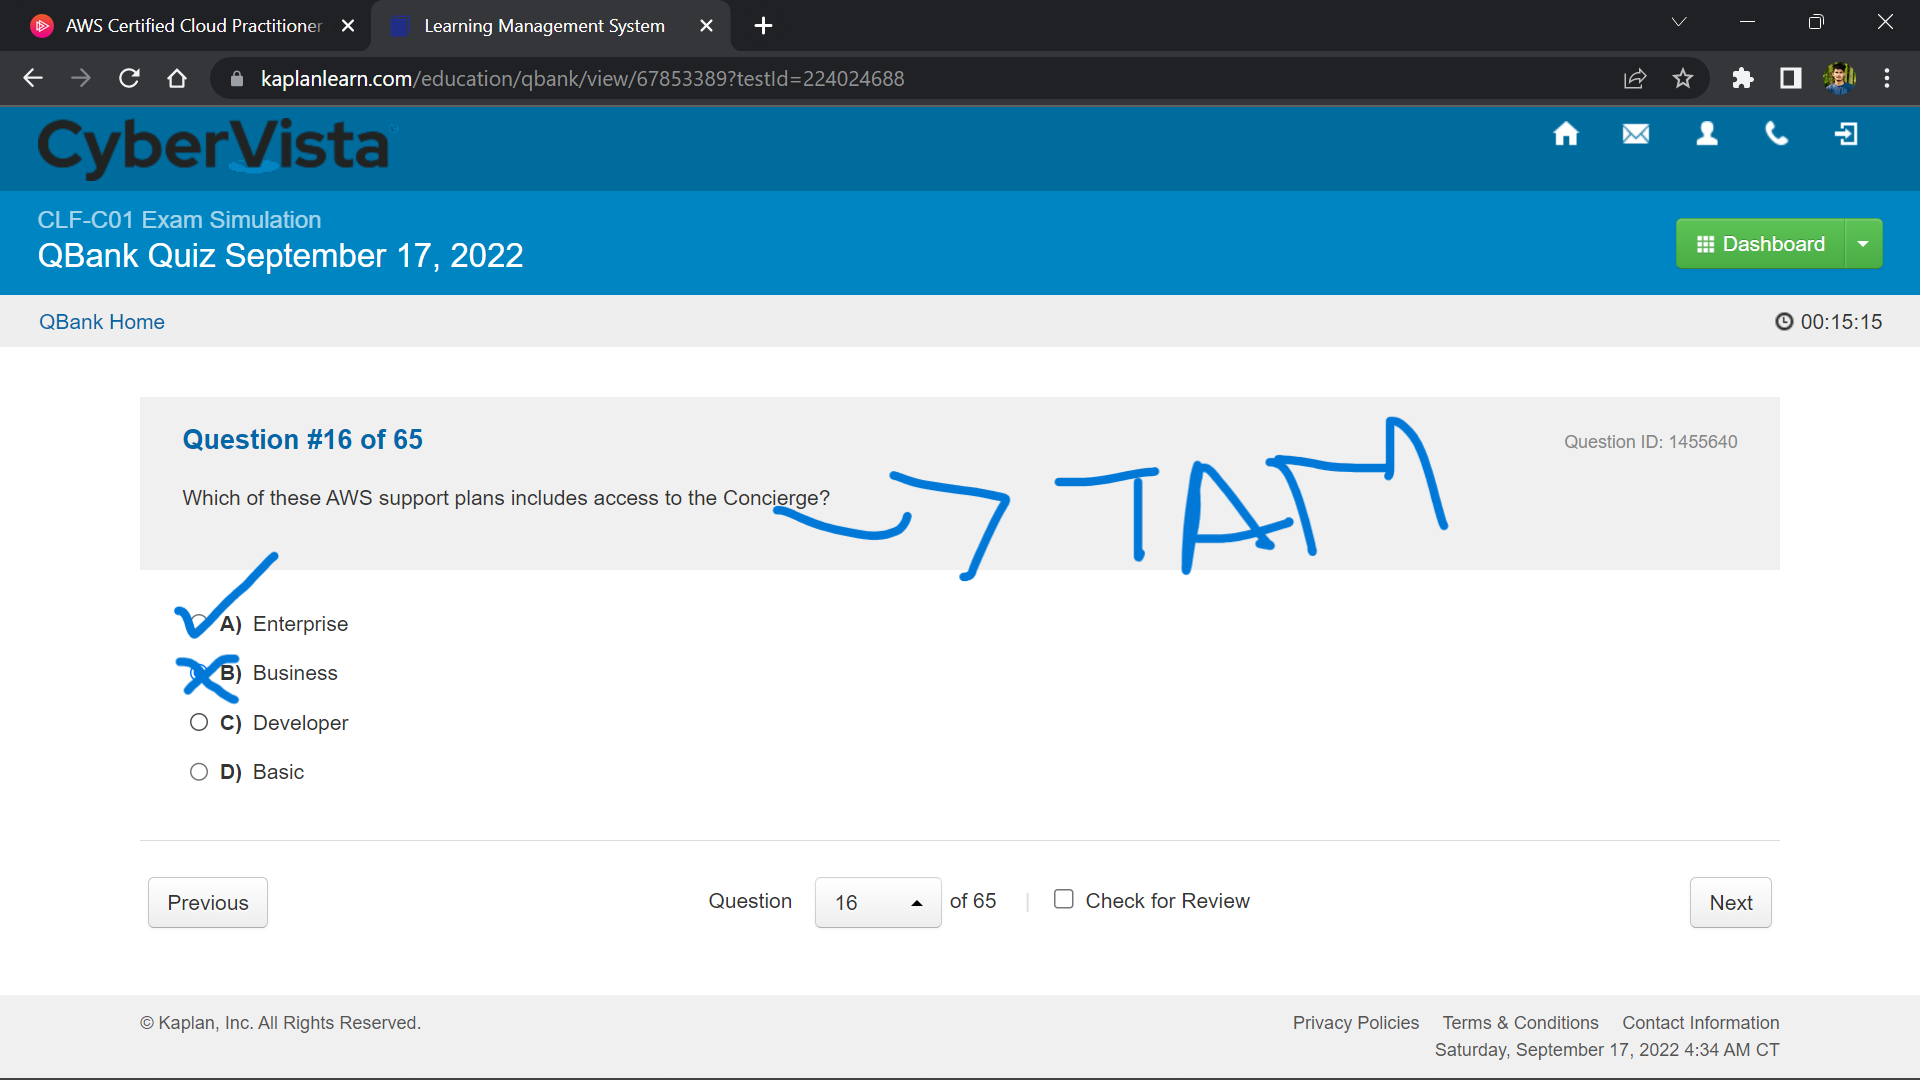 AWS Certified Cloud Practitioner
Learning Management System
kaplanlearn.com/education/qbank/view/67853389?testId=224024688
CyberVista
CLF-C01 Exam Simulation
QBank Quiz September 17, 2022
Dashboard
QBank Home
00:15:15
Question #16 of 65
Question ID: 1455640
Which of these AWS support plans includes access to the Concierge?
TAM
A) Enterprise
B) Business
C) Developer
D) Basic
Previous
Question 16 of 65 | Check for Review
Next
© Kaplan, Inc. All Rights Reserved.
Privacy Policies Terms & Conditions Contact Information
Saturday, September 17, 2022 4:34 AM CT